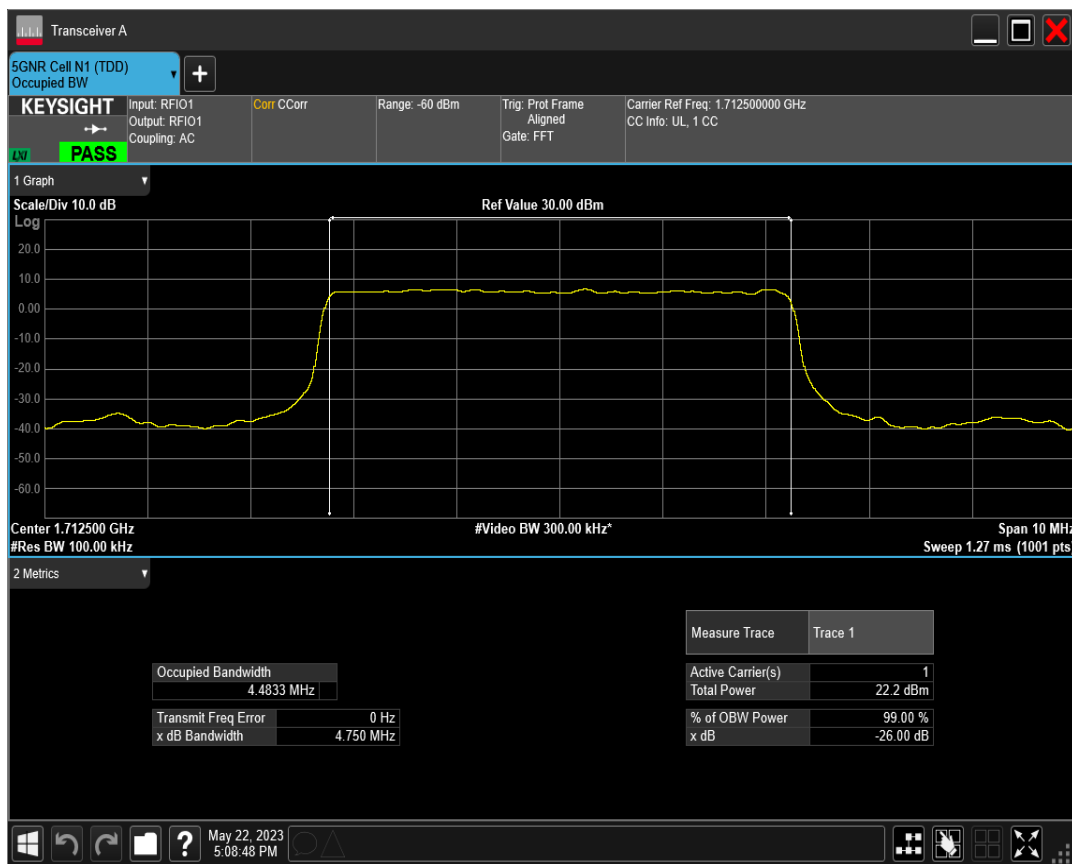 Transceiver A
5GNR Cell N1 (TDD)
Occupied BW
+
KEYSIGHT
LXI
PASS
Input: RFIO1
Output: RFIO1
Coupling: AC
Corr CCorr
Range: -60 dBm
Trig: Prot Frame
Aligned
Gate: FFT
Carrier Ref Freq: 1.712500000 GHz
CC Info: UL, 1 CC
1 Graph
Scale/Div 10.0 dB
Ref Value 30.00 dBm
Log
20.0
10.0
0.00
-10.0
-20.0
-30.0
-40.0
-50.0
-60.0
Center 1.712500 GHz
#Video BW 300.00 kHz*
Span 10 MHz
#Res BW 100.00 kHz
Sweep 1.27 ms (1001 pts)
2 Metrics
Measure Trace Trace 1
Occupied Bandwidth
4.4833 MHz
Active Carrier(s) 1
Total Power 22.2 dBm
Transmit Freq Error 0 Hz
x dB Bandwidth 4.750 MHz
% of OBW Power 99.00 %
x dB -26.00 dB
?
May 22, 2023
5:08:48 PM